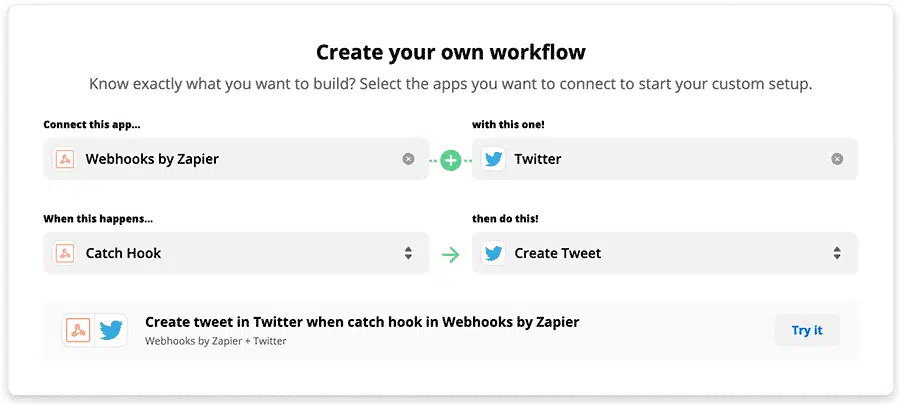 Create your own workflow
Know exactly what you want to build? Select the apps you want to connect to start your custom setup.
Connect this app...
with this one!
Webhooks by Zapier
Twitter
When this happens...
then do this!
Catch Hook
Create Tweet
Create tweet in Twitter when catch hook in Webhooks by Zapier
Webhooks by Zapier + Twitter
Try it